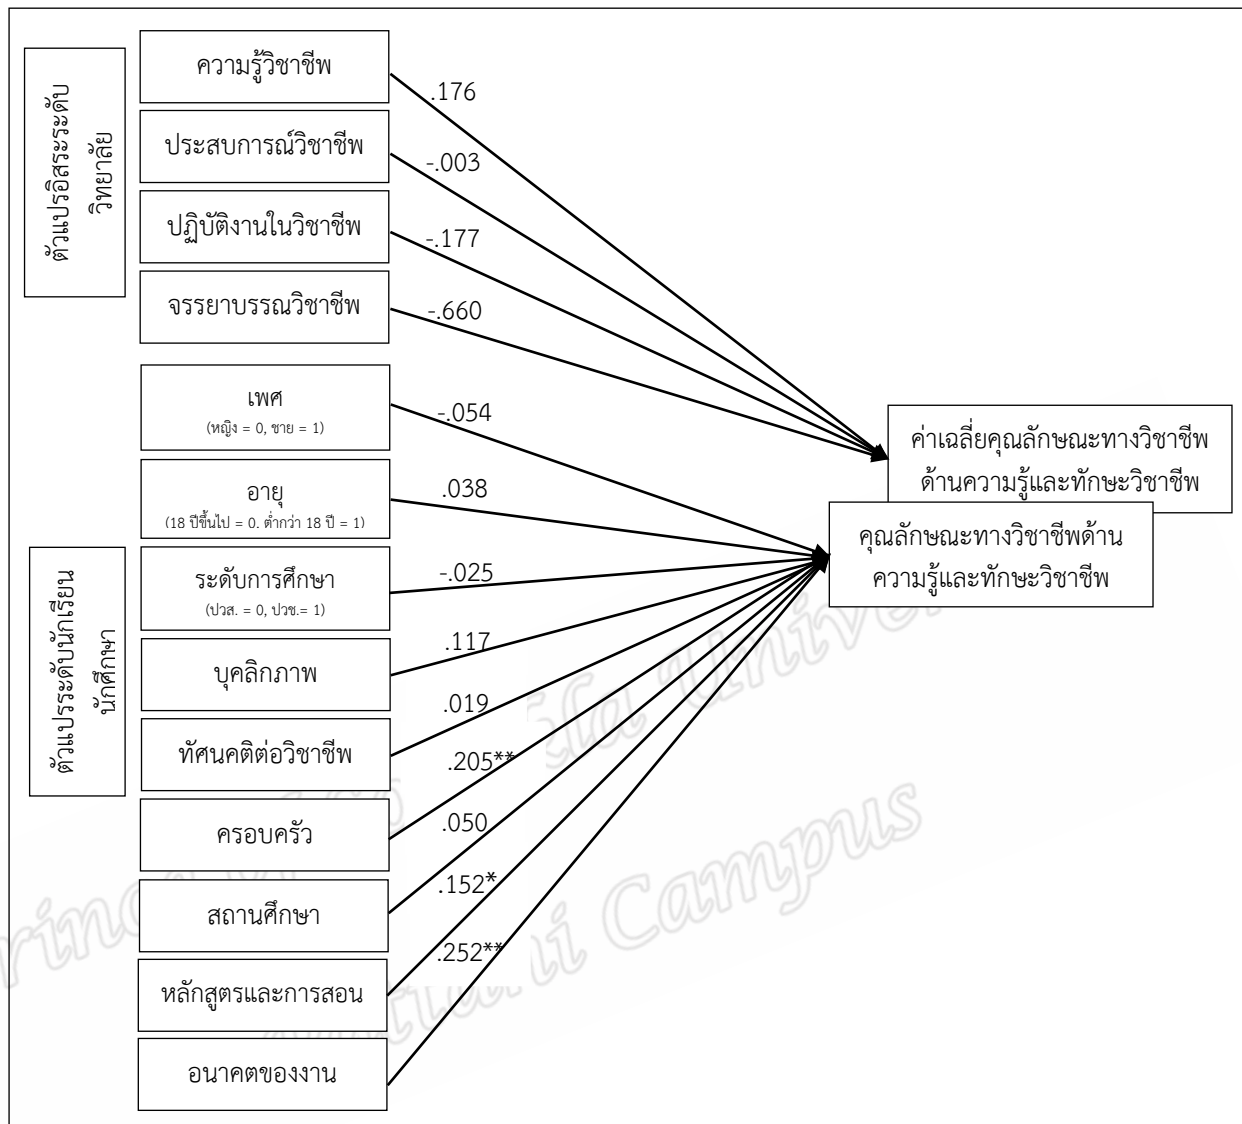 ตัวแปรอิสระระดับ
วิทยาลัย
ความรู้วิชาชีพ
.176
ประสบการณ์วิชาชีพ
-.003
ปฏิบัติงานในวิชาชีพ
-.177
จรรยาบรรณวิชาชีพ
-.660
ค่าเฉลี่ยคุณลักษณะทางวิชาชีพ
ด้านความรู้และทักษะวิชาชีพ
ตัวแปรระดับนักเรียน
นักศึกษา
เพศ
(หญิง = 0, ชาย = 1)
-.054
อายุ
(18 ปีขึ้นไป = 0. ต่ำกว่า 18 ปี = 1)
.038
ระดับการศึกษา
(ปวส. = 0, ปวช.= 1)
-.025
บุคลิกภาพ
.117
ทัศนคติต่อวิชาชีพ
.019
ครอบครัว
.205**
สถานศึกษา
.050
หลักสูตรและการสอน
.152*
อนาคตของงาน
.252**
คุณลักษณะทางวิชาชีพด้าน
ความรู้และทักษะวิชาชีพ
Campus